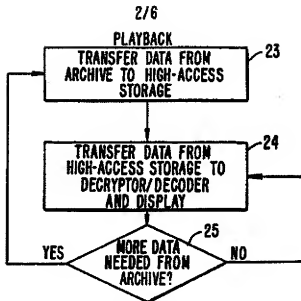 2/6
PLAYBACK
TRANSFER DATA FROM
ARCHIVE TO HIGH-ACCESS
STORAGE
23
TRANSFER DATA FROM
HIGH-ACCESS STORAGE TO
DECRYPTOR/DECODER
AND DISPLAY
24
YES
MORE DATA
NEEDED FROM
ARCHIVE?
25
NO